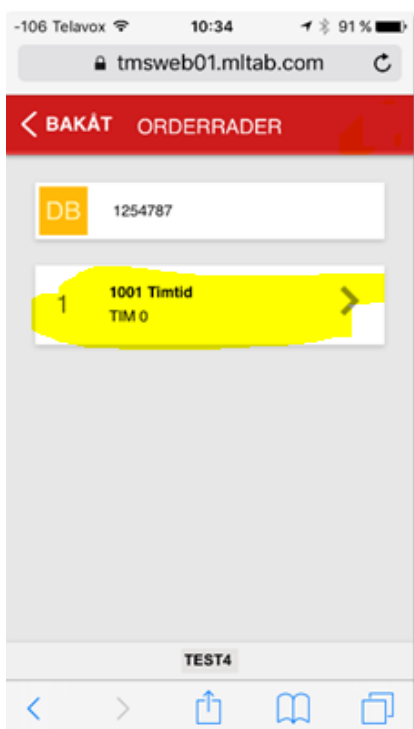 -106 Telavox 10:34 91 %
tmsweb01.mltab.com
BAKÅT ORDERRADER
DB 1254787
1 1001 Timtid
TIM 0
TEST4